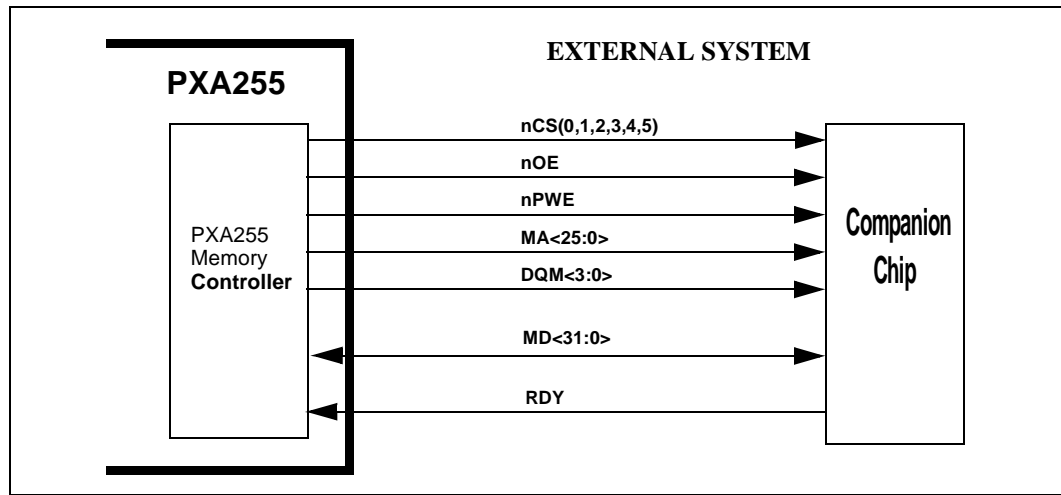 EXTERNAL SYSTEM
PXA255
PXA255
Memory
Controller
nCS(0,1,2,3,4,5)
nOE
nPWE
MA<25:0>
DQM<3:0>
MD<31:0>
RDY
Companion
Chip